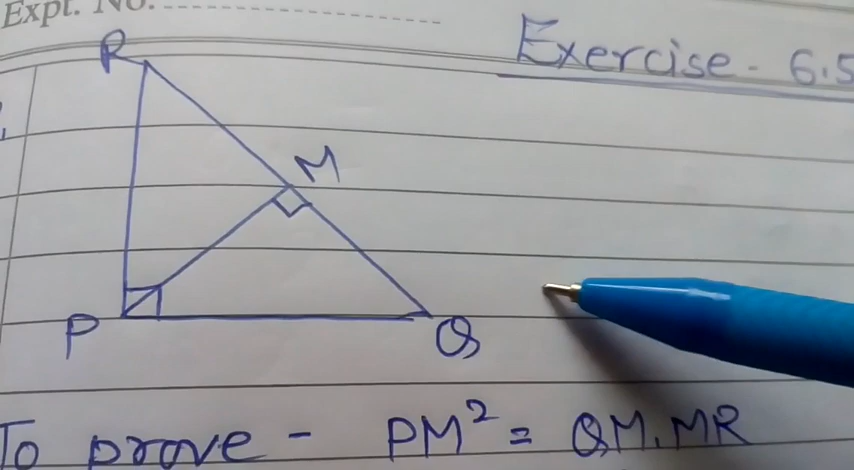 Expt. No.
Exercise - 6.5
R
M
P
Q
To prove - PM² = QM.MR